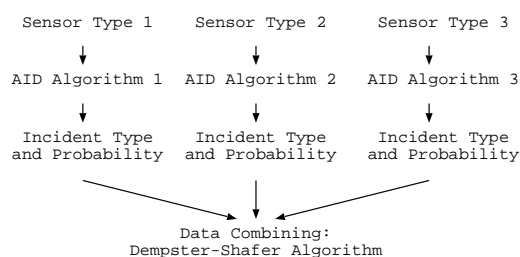 Sensor Type 1 Sensor Type 2 Sensor Type 3
AID Algorithm 1 AID Algorithm 2 AID Algorithm 3
Incident Type Incident Type Incident Type
and Probability and Probability and Probability
Data Combining:
Dempster-Shafer Algorithm